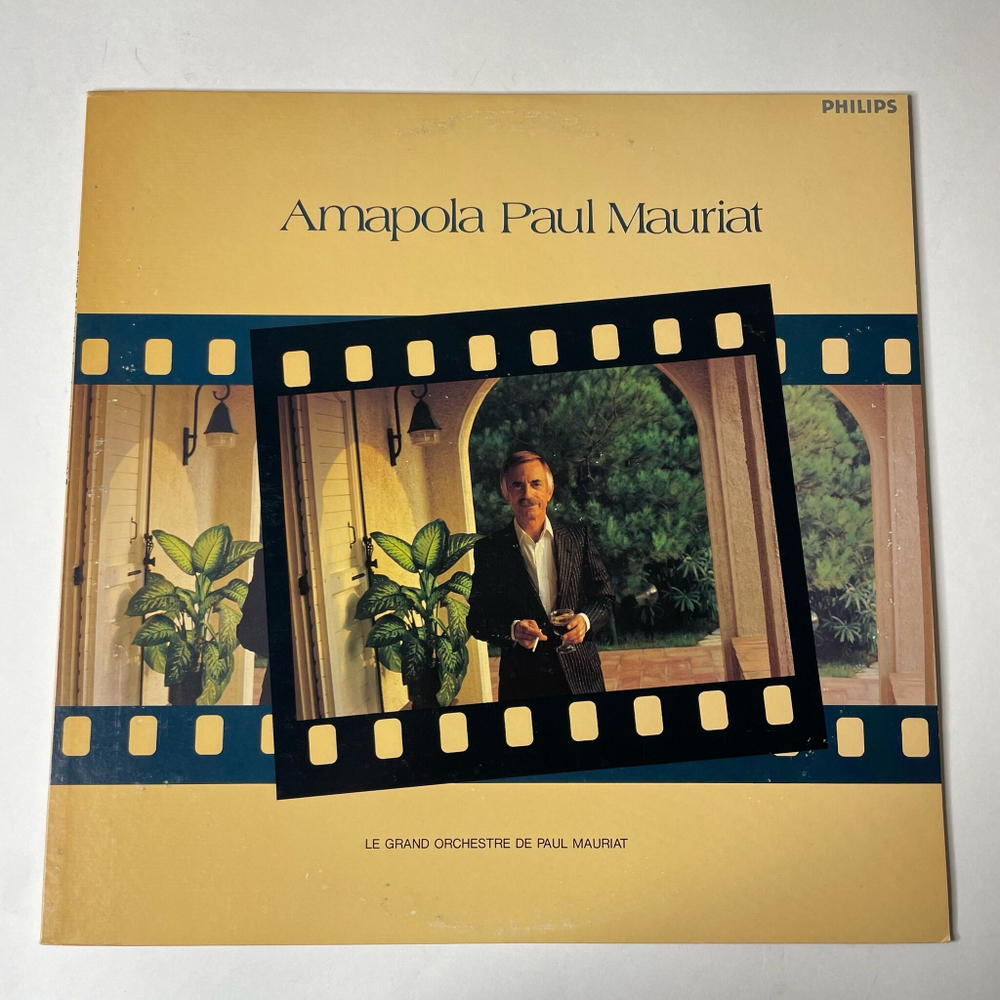 PHILIPS
Amapola Paul Mauriat
LE GRAND ORCHESTRE DE PAUL MAURIAT